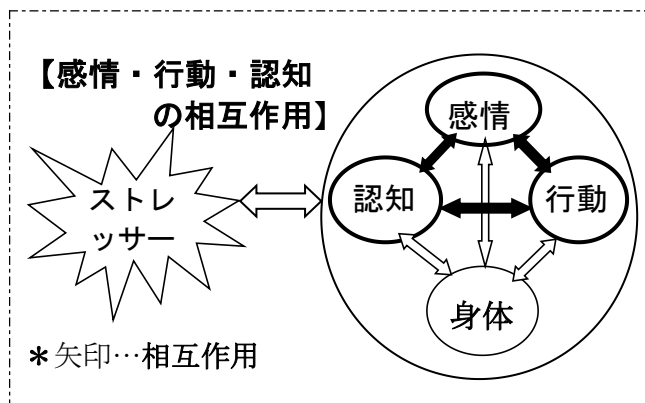 【感情・行動・認知
の相互作用】
感情
ストレ
ッサー
認知
行動
身体
＊矢印…相互作用